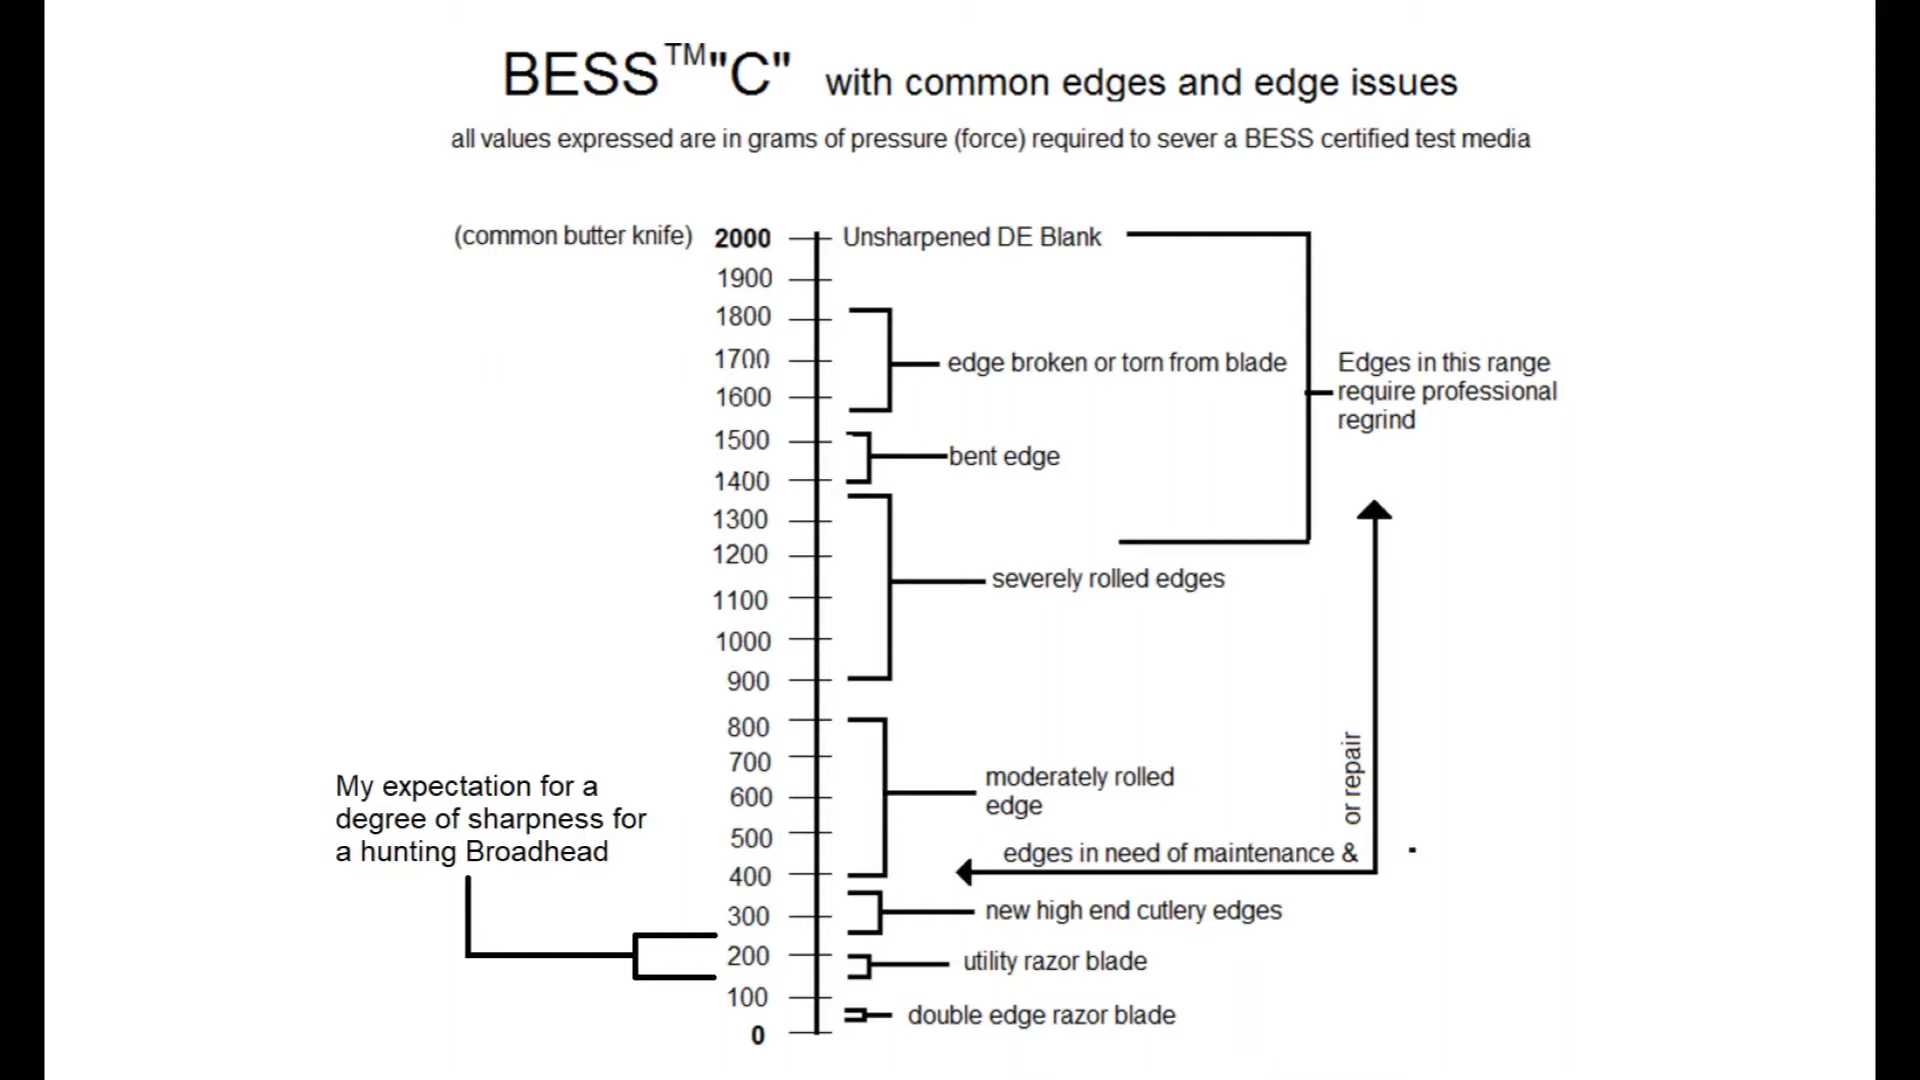 BESS™"C" with common edges and edge issues
all values expressed are in grams of pressure (force) required to sever a BESS certified test media
(common butter knife) 2000 Unsharpened DE Blank
1900
1800
1700 edge broken or torn from blade
Edges in this range
require professional
regrind
1600
1500
bent edge
1400
1300
1200
severely rolled edges
1100
1000
900
800
700
moderately rolled
edge
600
or repair
My expectation for a
degree of sharpness for
a hunting Broadhead
500
edges in need of maintenance &
400
300 new high end cutlery edges
200 utility razor blade
100
double edge razor blade
0